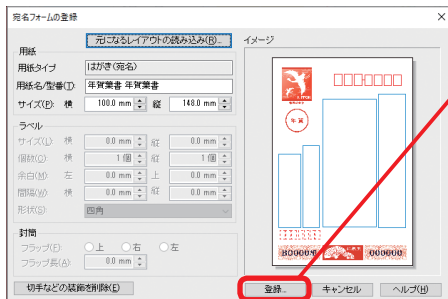 宛名フォームの登録
元になるレイアウトの読み込み(R)...
用紙
用紙タイプ はがき(宛名)
用紙名/型番(T): 年賀葉書 年賀葉書
サイズ(P): 横 100.0 mm 縦 148.0 mm
ラベル
サイズ(L) 横 0.0 mm 縦 0.0 mm
個数(O): 横 1 個 縦 1 個
余白(M) 左 0.0 mm 上 0.0 mm
間隔(W) 横 0.0 mm 縦 0.0 mm
形状(S): 四角
封筒
フラップ(F) 上 右 左
フラップ長(A): 0.0 mm
切手などの装飾を削除(E)
イメージ
年賀
B0000組 000000
登録... キャンセル ヘルプ(H)